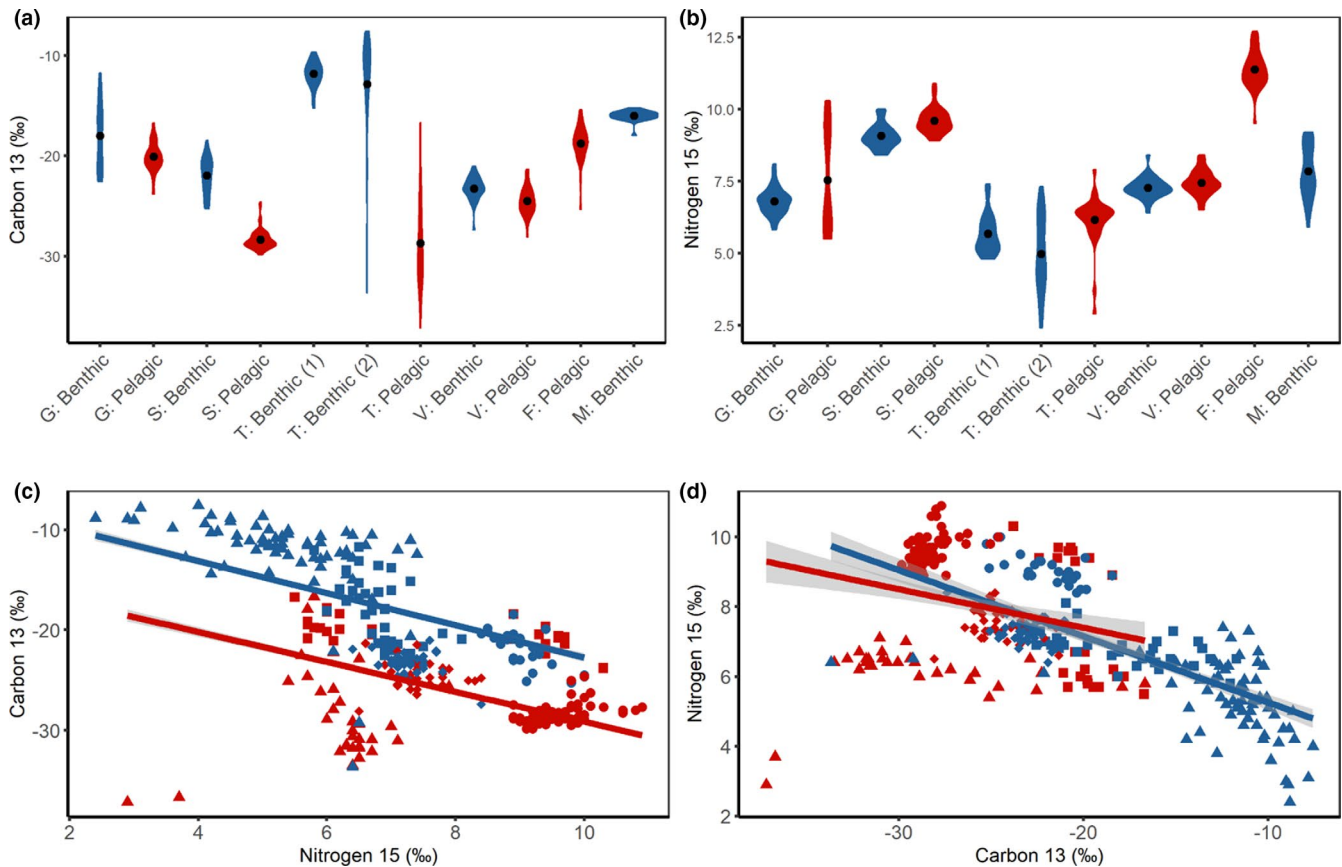 (a)
Carbon 13 (‰)
-10
-20
-30
G: Benthic
G: Pelagic
S: Benthic
S: Pelagic
T: Benthic (1)
T: Benthic (2)
T: Pelagic
V: Benthic
V: Pelagic
F: Pelagic
M: Benthic
(b)
Nitrogen 15 (‰)
12.5
10.0
7.5
5.0
2.5
G: Benthic
G: Pelagic
S: Benthic
S: Pelagic
T: Benthic (1)
T: Benthic (2)
T: Pelagic
V: Benthic
V: Pelagic
F: Pelagic
M: Benthic
(c)
Carbon 13 (‰)
-10
-20
-30
2 4 6 8 10
Nitrogen 15 (‰)
(d)
Nitrogen 15 (‰)
10
8
6
4
2
-30 -20 -10
Carbon 13 (‰)